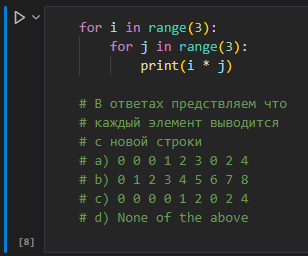 for i in range(3):
    for j in range(3):
        print(i * j)
# В ответах предствляем что
# каждый элемент выводится
# с новой строки
# a) 0 0 0 1 2 3 0 2 4
# b) 0 1 2 3 4 5 6 7 8
# c) 0 0 0 0 1 2 0 2 4
# d) None of the above
[8]